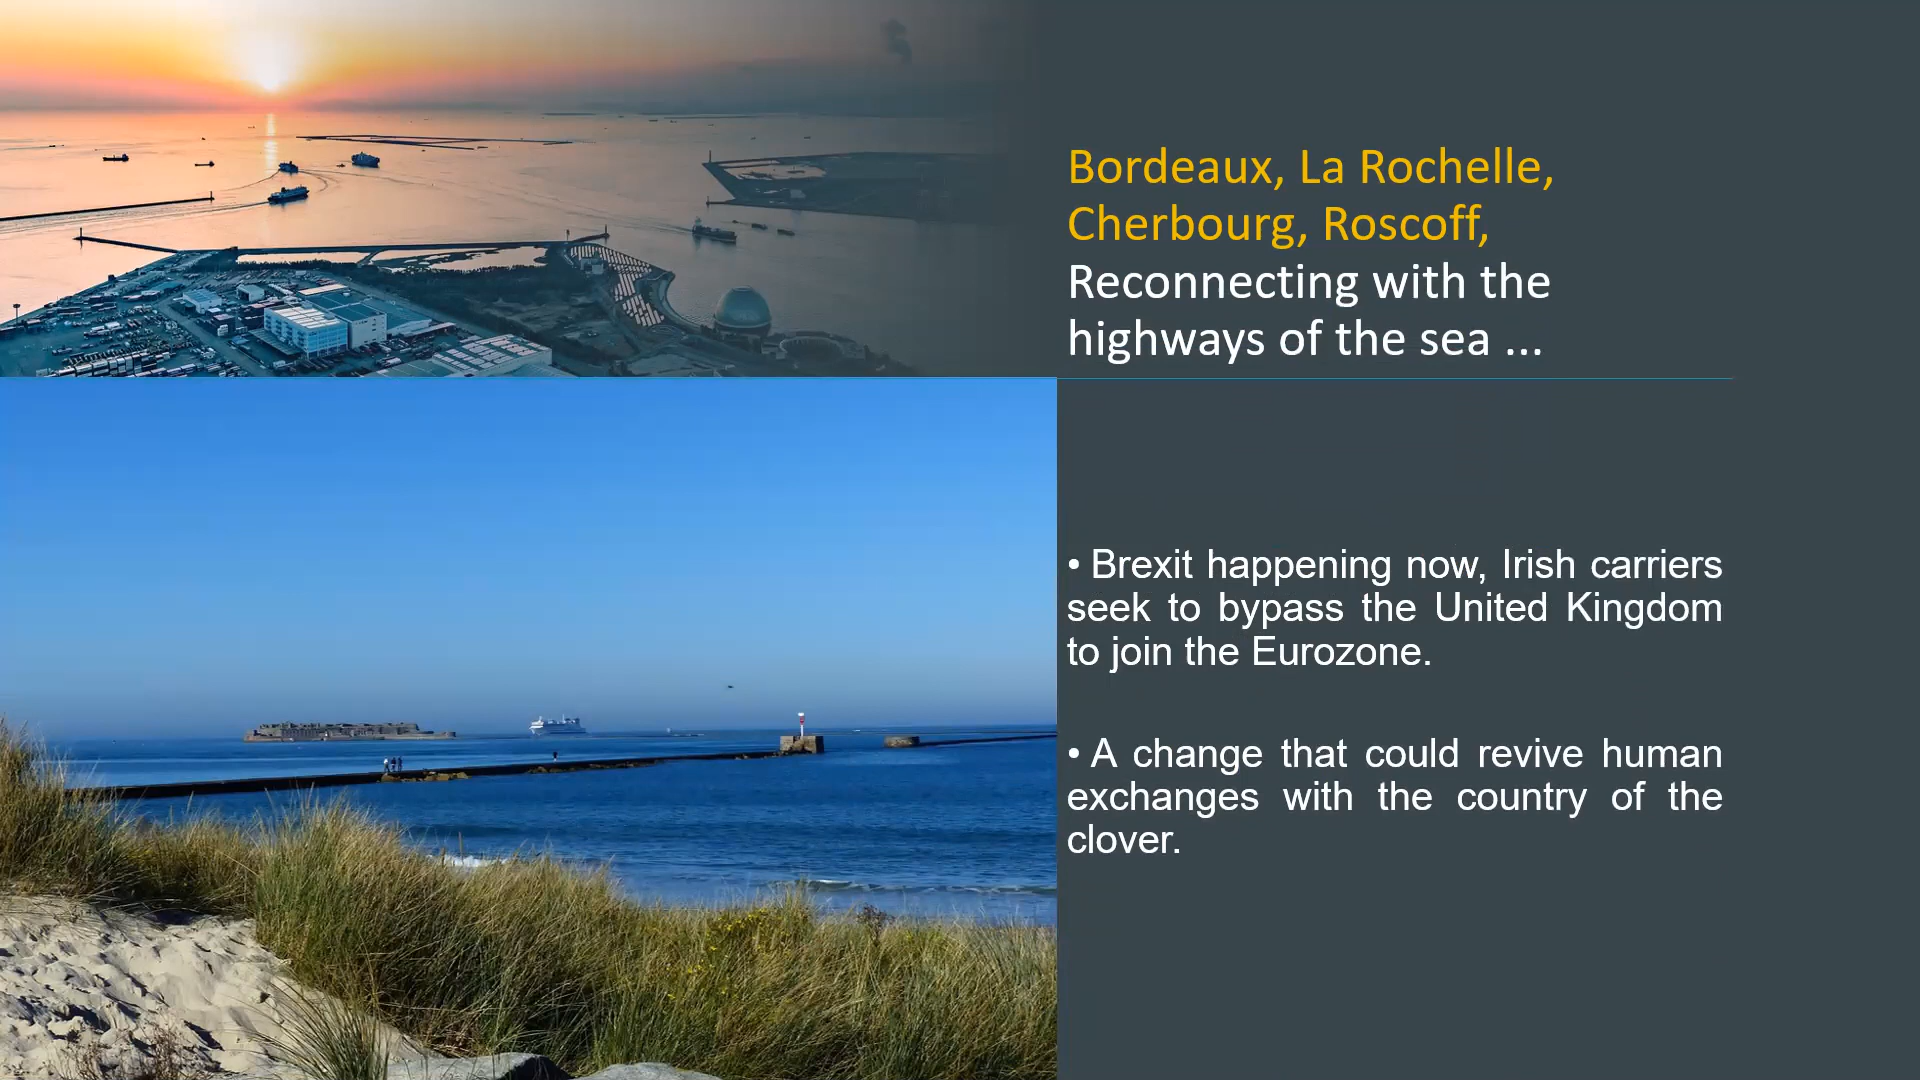 Bordeaux, La Rochelle,
Cherbourg, Roscoff,
Reconnecting with the
highways of the sea ...
• Brexit happening now, Irish carriers
seek to bypass the United Kingdom
to join the Eurozone.
• A change that could revive human
exchanges with the country of the
clover.